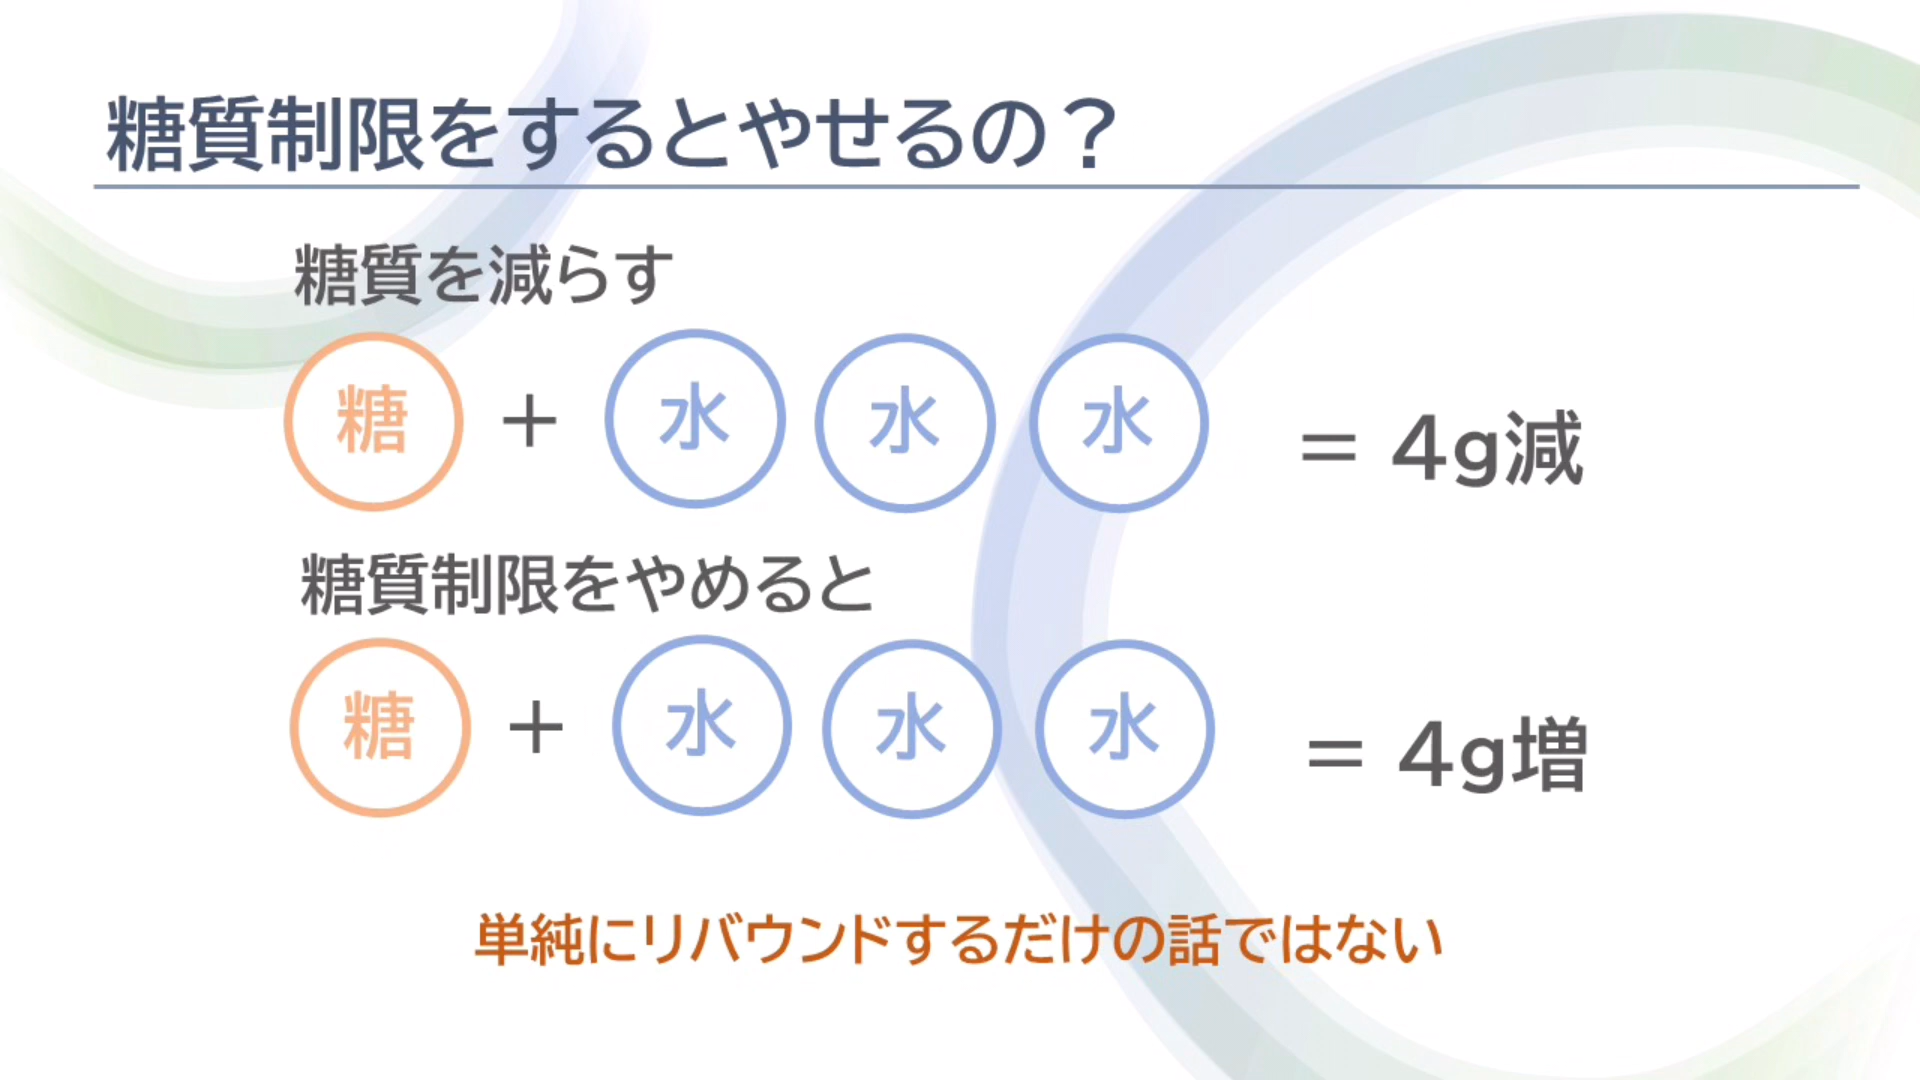 糖質制限をするとやせるの？
糖質を減らす
糖 + 水 水 水 = 4g減
糖質制限をやめると
糖 + 水 水 水 = 4g増
単純にリバウンドするだけの話ではない